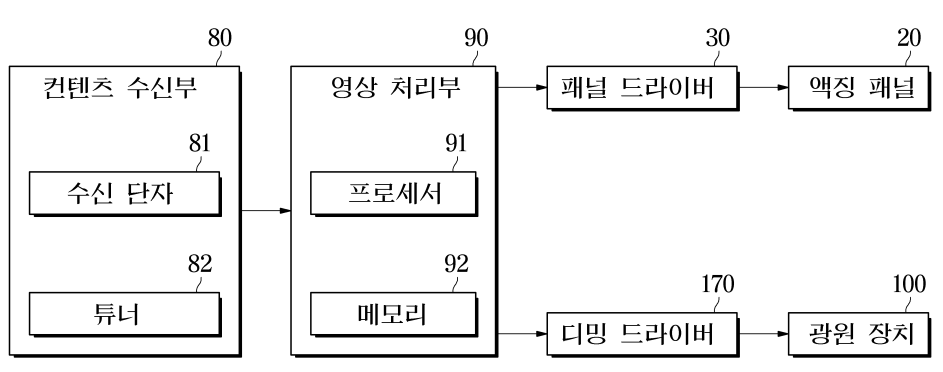 80
컨텐츠 수신부
81
수신 단자
82
튜너
90
영상 처리부
91
프로세서
92
메모리
30
패널 드라이버
20
액징 패널
170
디밍 드라이버
100
광원 장치